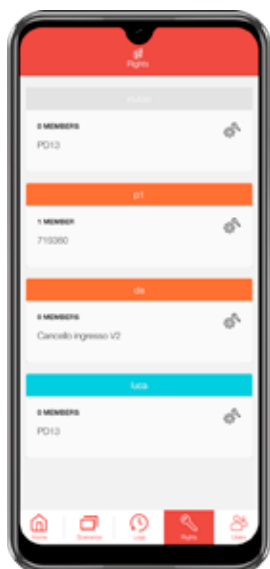 Rights
0 MEMBERS
PD13
p1
1 MEMBER
719360
da
0 MEMBERS
Cancello ingresso V2
luca
0 MEMBERS
PD13
Home
Scenarios
Logs
Rights
Users